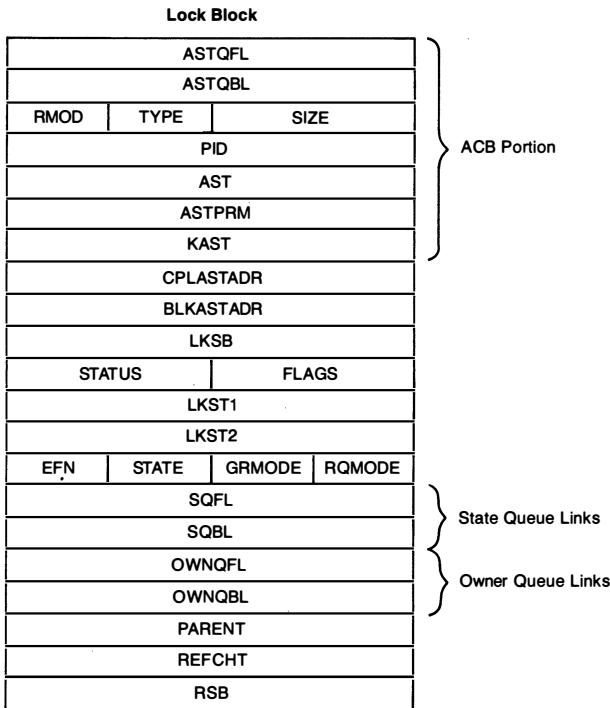 Lock Block
ASTQFL
ASTQBL
RMOD TYPE SIZE
PID
ACB Portion
AST
ASTPRM
KAST
CPLASTADR
BLKASTADR
LKSB
STATUS FLAGS
LKST1
LKST2
EFN STATE GRMODE RQMODE
SQFL
State Queue Links
SQBL
OWNQFL
Owner Queue Links
OWNQBL
PARENT
REFCHT
RSB